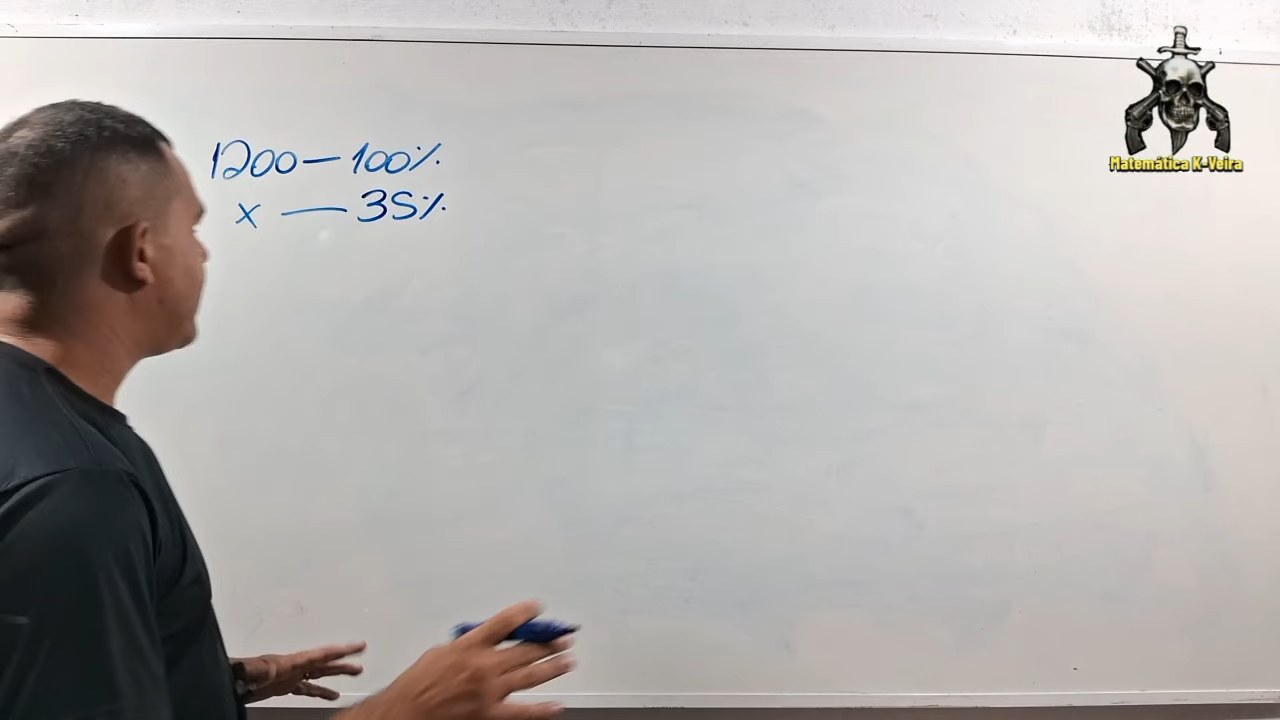 1200 — 100%
x — 35%
Matemática K-Veira